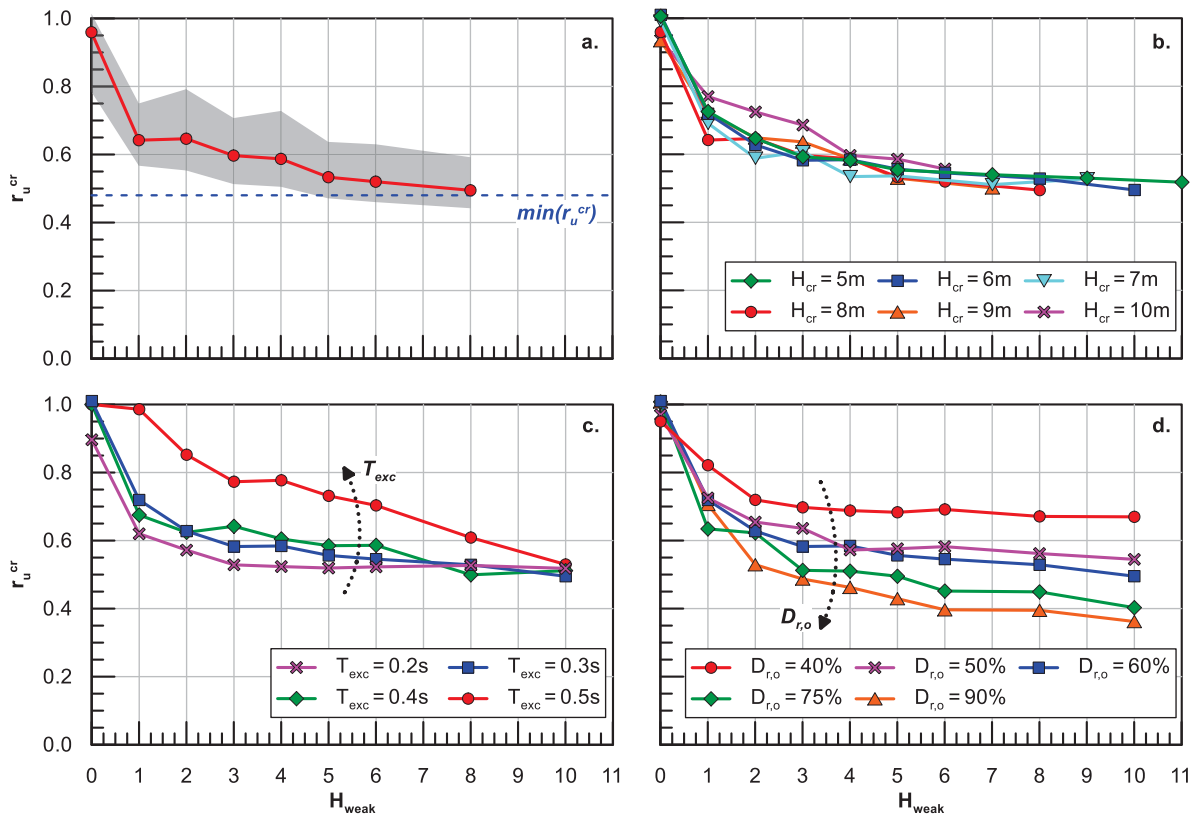 1.0
0.8
0.6
0.4
0.2
0.0
r_u^cr
a.
min(r_u^cr)
b.
H_cr = 5m H_cr = 6m H_cr = 7m
H_cr = 8m H_cr = 9m H_cr = 10m
1.0
0.8
0.6
0.4
0.2
0.0
r_u^cr
c.
T_exc
T_exc = 0.2s T_exc = 0.3s
T_exc = 0.4s T_exc = 0.5s
0 1 2 3 4 5 6 7 8 9 10 11
H_weak
d.
D_r,o
D_r,o = 40% D_r,o = 50% D_r,o = 60%
D_r,o = 75% D_r,o = 90%
0 1 2 3 4 5 6 7 8 9 10 11
H_weak